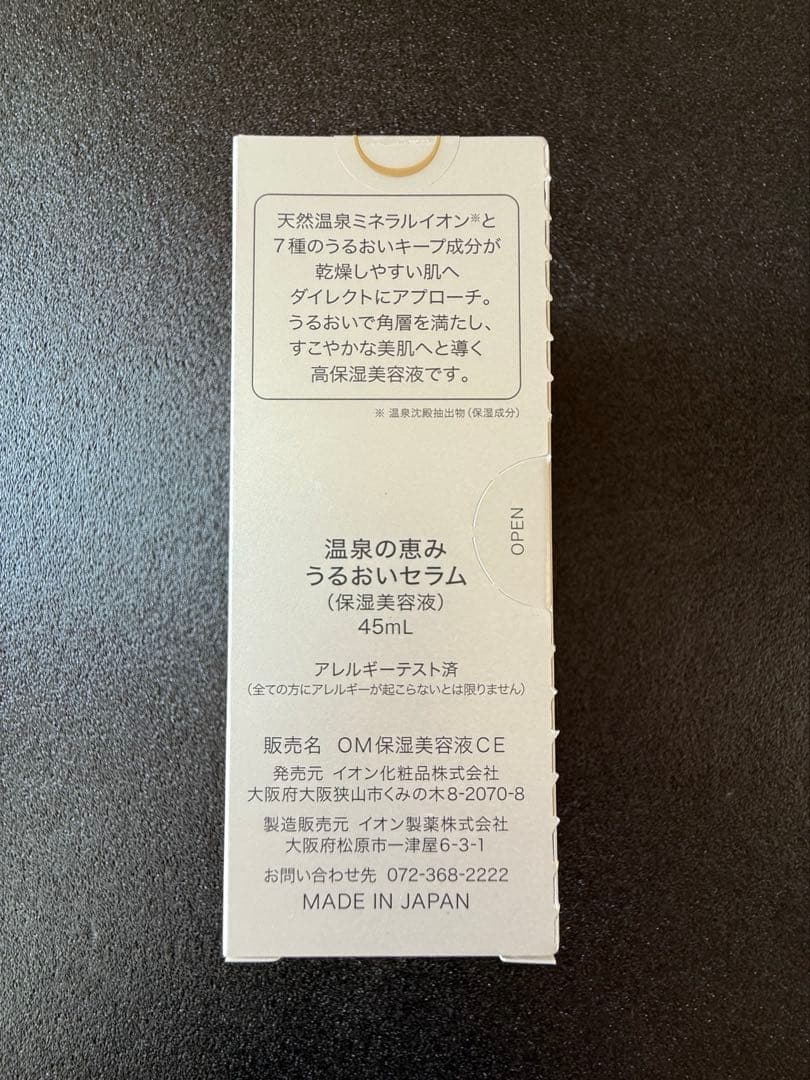 天然温泉ミネラルイオン※と
7種のうるおいキープ成分が
乾燥しやすい肌へ
ダイレクトにアプローチ。
うるおいで角層を満たし、
すこやかな美肌へと導く
高保湿美容液です。
※ 温泉沈殿抽出物(保湿成分)
OPEN
温泉の恵み
うるおいセラム
(保湿美容液)
45mL
アレルギーテスト済
(全ての方にアレルギーが起こらないとは限りません)
販売名 OM保湿美容液CE
発売元 イオン化粧品株式会社
大阪府大阪狭山市くみの木8-2070-8
製造販売元 イオン製薬株式会社
大阪府松原市一津屋6-3-1
お問い合わせ先 072-368-2222
MADE IN JAPAN